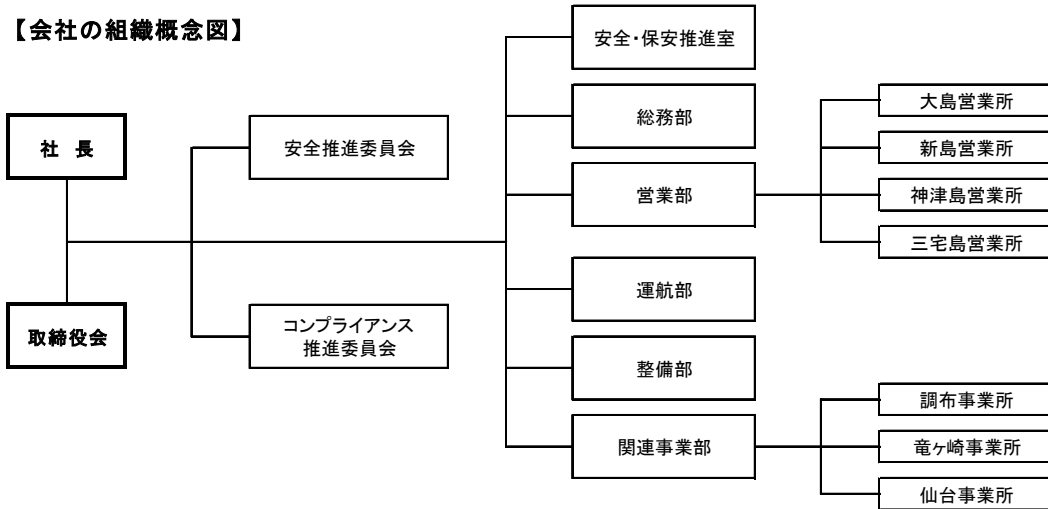 【会社の組織概念図】
社 長
取締役会
安全推進委員会
コンプライアンス
推進委員会
安全・保安推進室
総務部
営業部
運航部
整備部
関連事業部
大島営業所
新島営業所
神津島営業所
三宅島営業所
調布事業所
竜ヶ崎事業所
仙台事業所